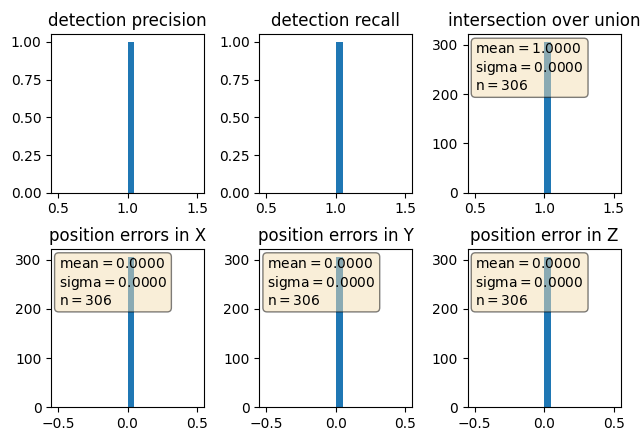 detection precision
1.00
0.75
0.50
0.25
0.00
0.5
1.0
1.5
detection recall
1.00
0.75
0.50
0.25
0.00
0.5
1.0
1.5
intersection over union
300
200
100
0
mean = 1.0000
sigma = 0.0000
n = 306
0.5
1.0
1.5
position errors in X
300
200
100
0
mean = 0.0000
sigma = 0.0000
n = 306
−0.5
0.0
0.5
position errors in Y
300
200
100
0
mean = 0.0000
sigma = 0.0000
n = 306
−0.5
0.0
0.5
position error in Z
300
200
100
0
mean = 0.0000
sigma = 0.0000
n = 306
−0.5
0.0
0.5